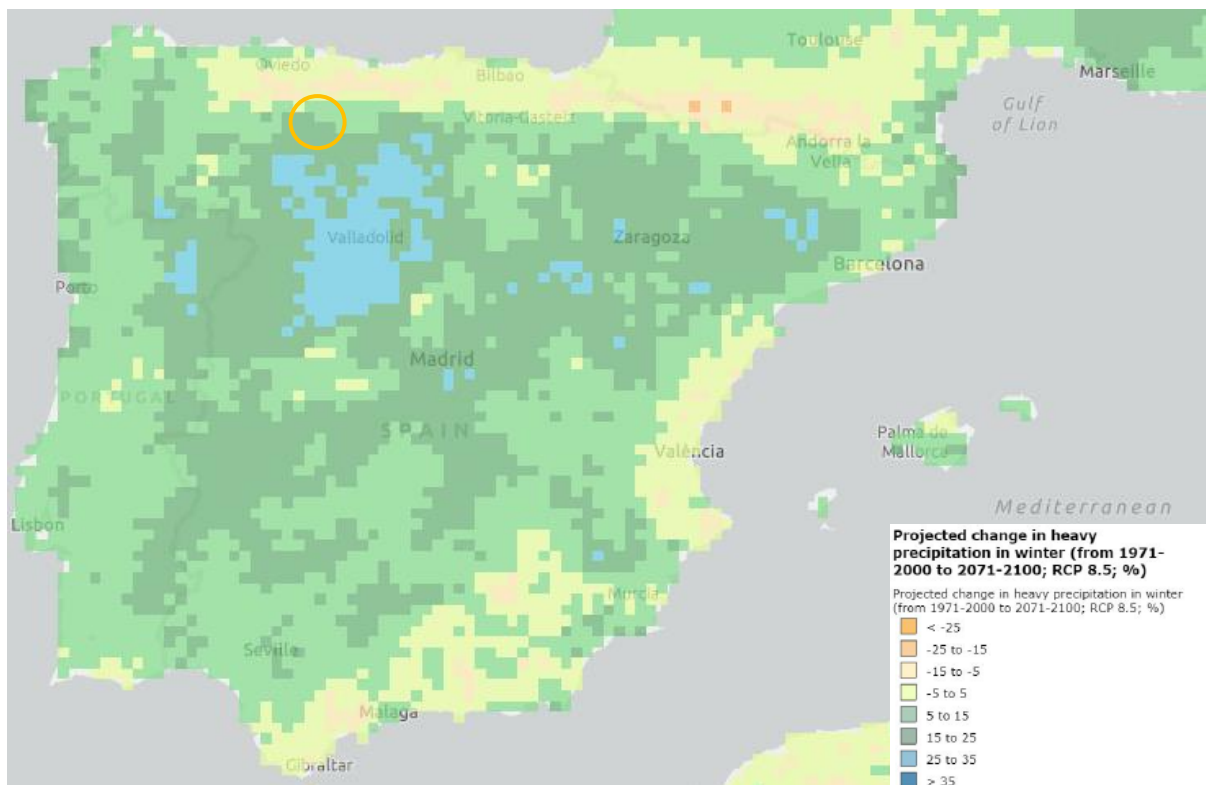 Toulouse
Oviedo
Bilbao
Marseille
Vitoria-Gasteiz
Gulf
of Lion
Andorra la
Vella
Valladolid
Zaragoza
Barcelona
Porto
Madrid
PORTUGAL
SPAIN
Palma de
Mallorca
València
Mediterranean
Lisbon
Murcia
Seville
Malaga
Gibraltar
Projected change in heavy
precipitation in winter (from 1971-
2000 to 2071-2100; RCP 8.5; %)
Projected change in heavy precipitation in winter
(from 1971-2000 to 2071-2100; RCP 8.5; %)
< -25
-25 to -15
-15 to -5
-5 to 5
5 to 15
15 to 25
25 to 35
> 35